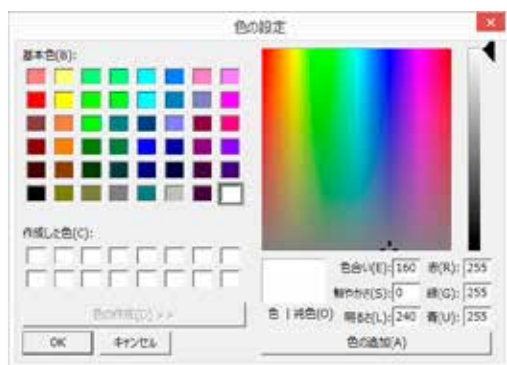 色の設定
基本色(B):
作成した色(C):
色の作成(D) >>
OK
キャンセル
色 | 純色(O)
色合い(E): 160
鮮やかさ(S): 0
明るさ(L): 240
赤(R): 255
緑(G): 255
青(U): 255
色の追加(A)